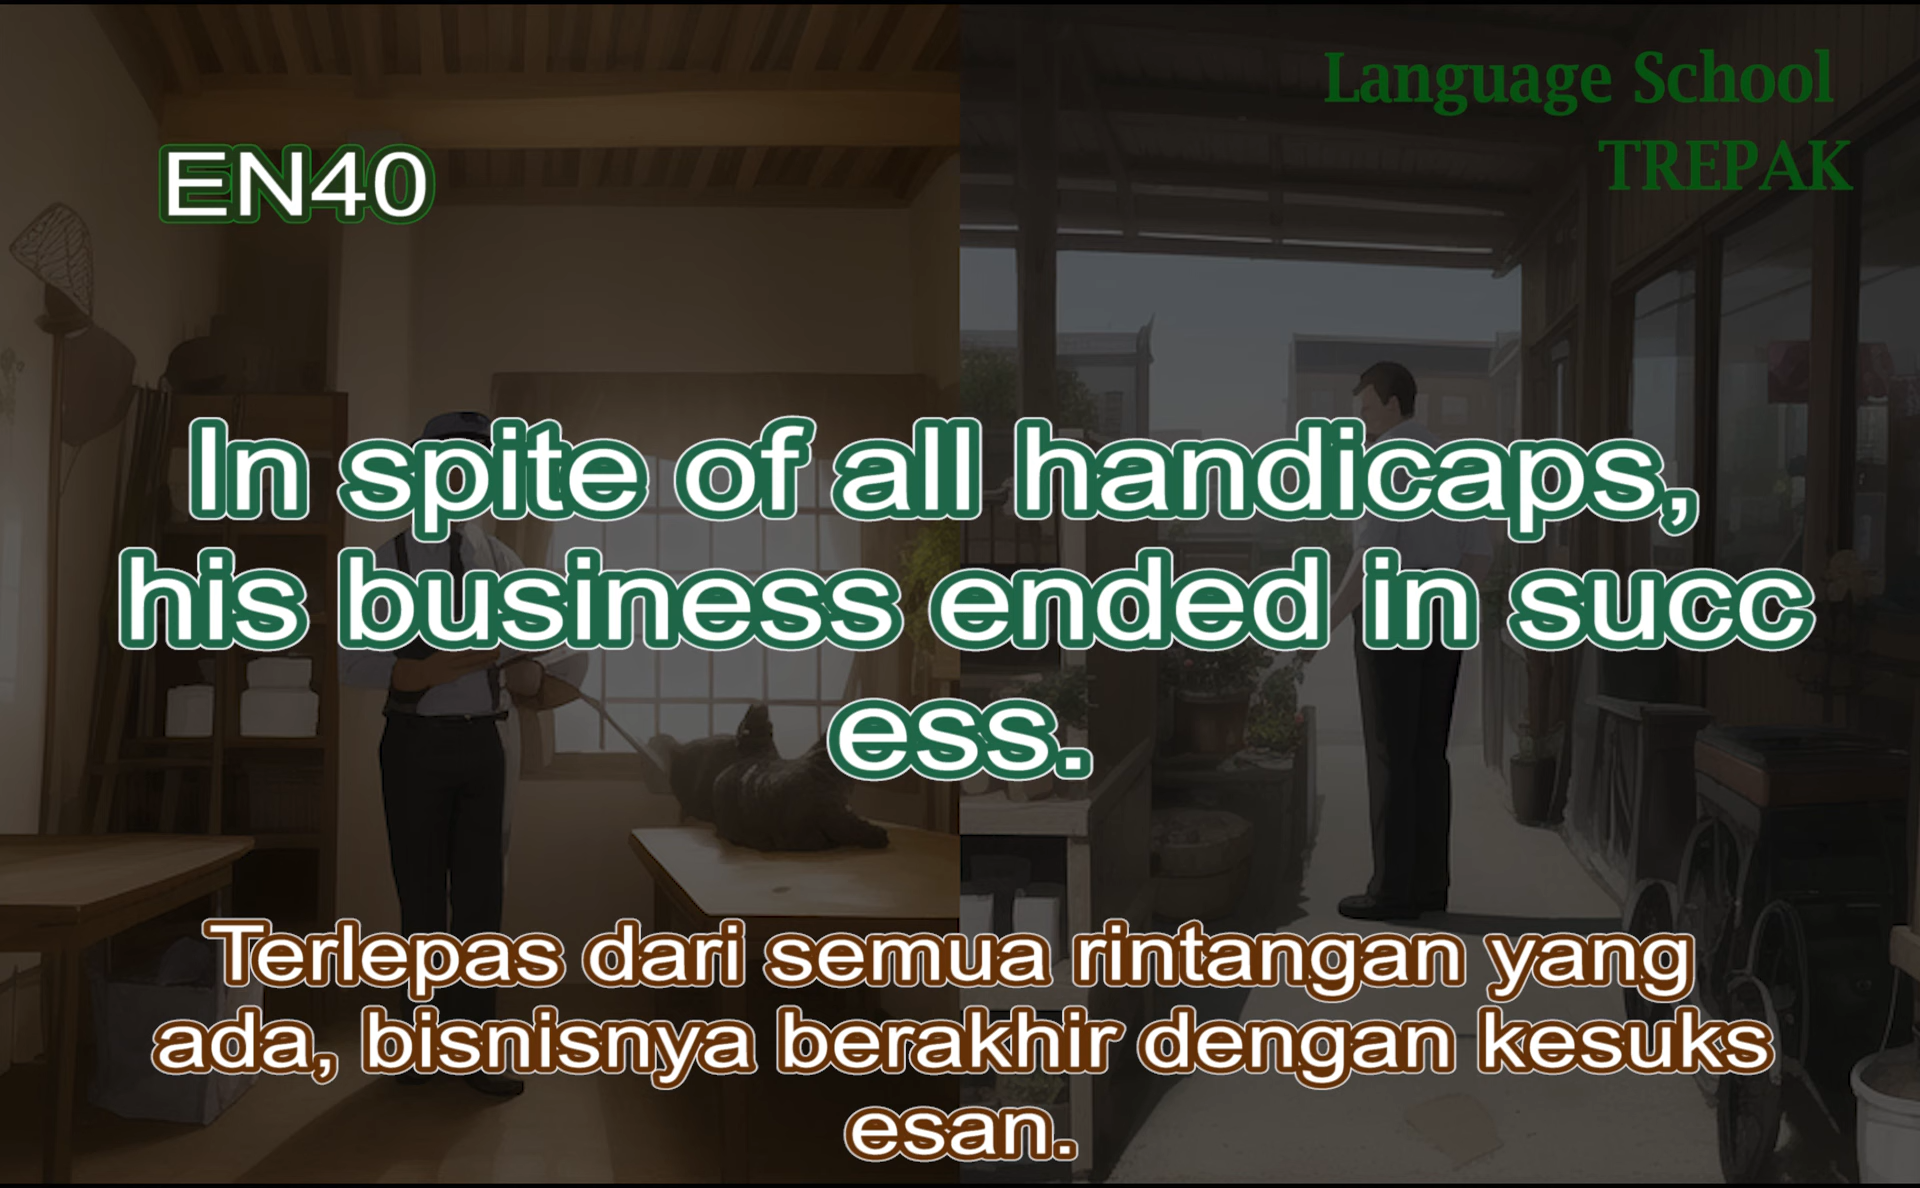 Language School
TREPAK
EN40
In spite of all handicaps,
his business ended in succ
ess.
Terlepas dari semua rintangan yang
ada, bisnisnya berakhir dengan kesuks
esan.